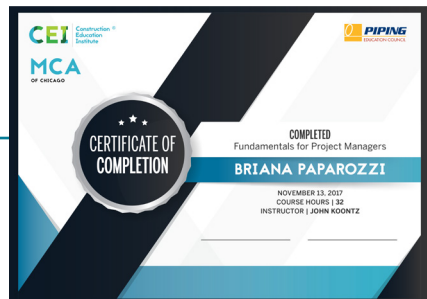 CEI Construction ®
Education
Institute
MCA
OF CHICAGO
PIPING
EDUCATION COUNCIL
CERTIFICATE OF
COMPLETION
COMPLETED
Fundamentals for Project Managers
BRIANA PAPAROZZI
NOVEMBER 13, 2017
COURSE HOURS | 32
INSTRUCTOR | JOHN KOONTZ